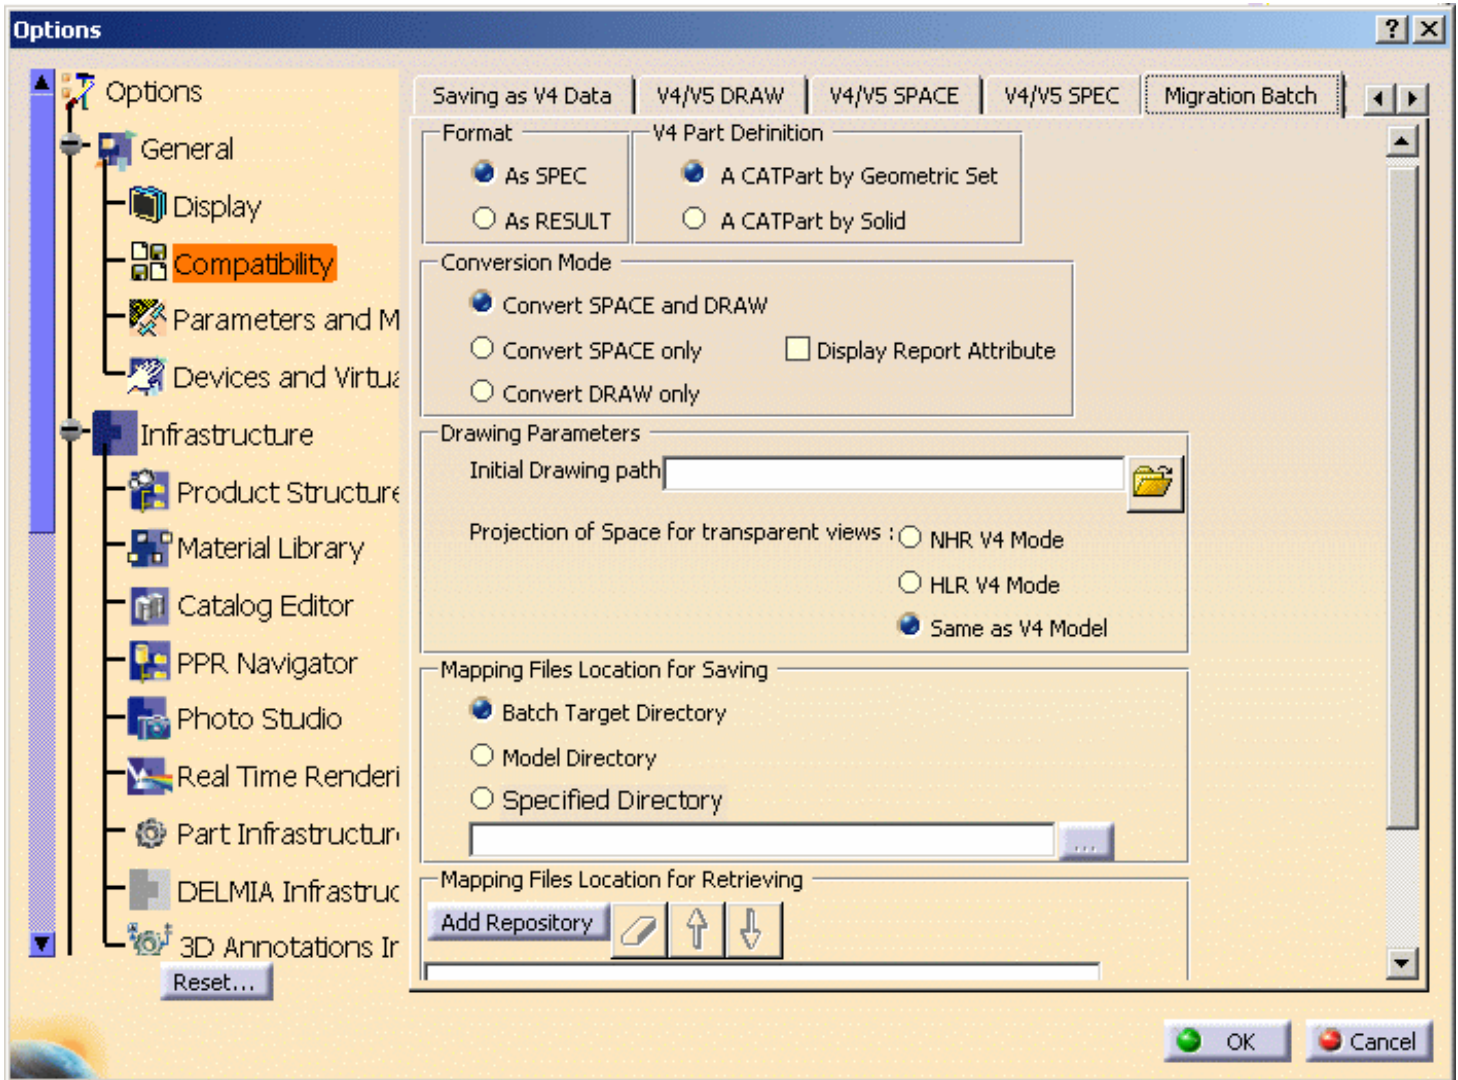 Options
Options
General
Display
Compatibility
Parameters and M
Devices and Virtua
Infrastructure
Product Structure
Material Library
Catalog Editor
PPR Navigator
Photo Studio
Real Time Renderi
Part Infrastructur
DELMIA Infrastruc
3D Annotations Ir
Reset...
Saving as V4 Data V4/V5 DRAW V4/V5 SPACE V4/V5 SPEC Migration Batch
Format
As SPEC
As RESULT
V4 Part Definition
A CATPart by Geometric Set
A CATPart by Solid
Conversion Mode
Convert SPACE and DRAW
Convert SPACE only
Display Report Attribute
Convert DRAW only
Drawing Parameters
Initial Drawing path
Projection of Space for transparent views :
NHR V4 Mode
HLR V4 Mode
Same as V4 Model
Mapping Files Location for Saving
Batch Target Directory
Model Directory
Specified Directory
...
Mapping Files Location for Retrieving
Add Repository
OK
Cancel